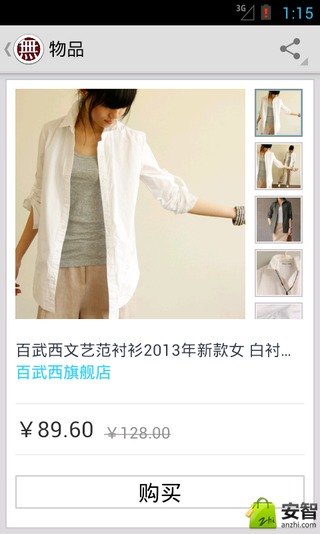 3G 1:15
無 物品
百武西文艺范衬衫2013年新款女 白衬…
百武西旗舰店
￥89.60 ￥128.00
购买
zhi 安智
anzhi.com